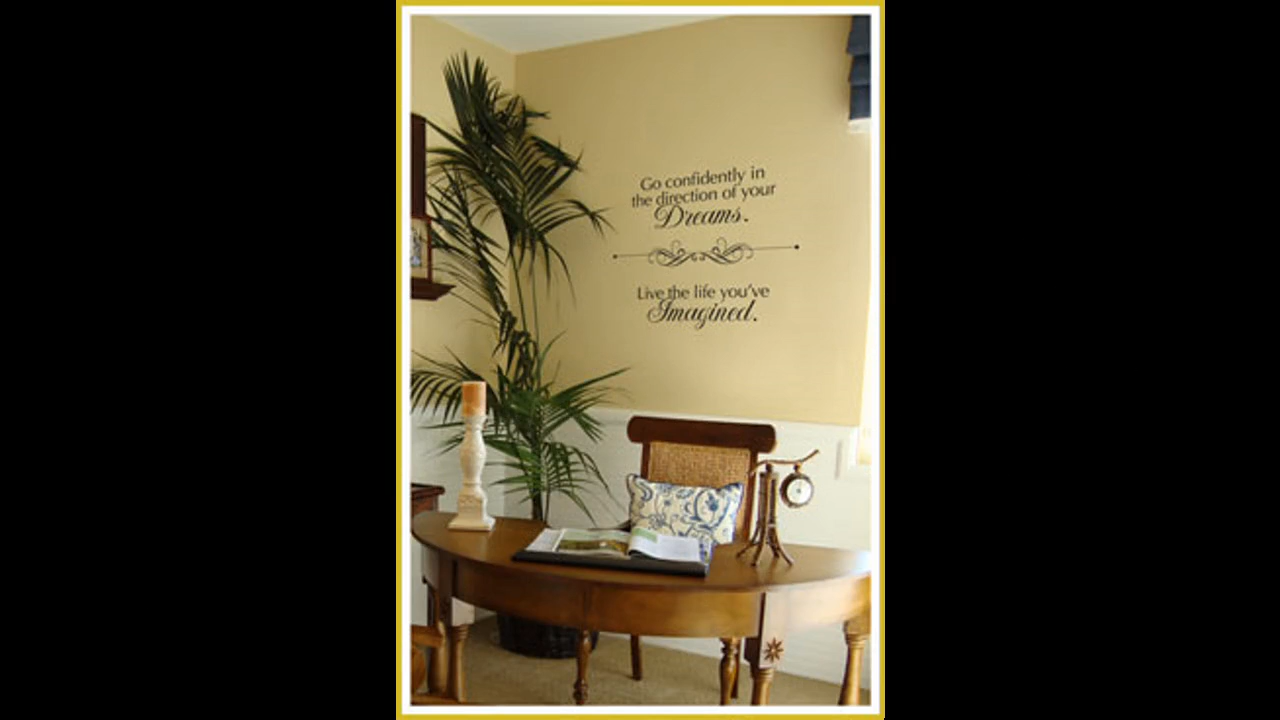 Go confidently in
the direction of your
Dreams.
Live the life you've
Imagined.